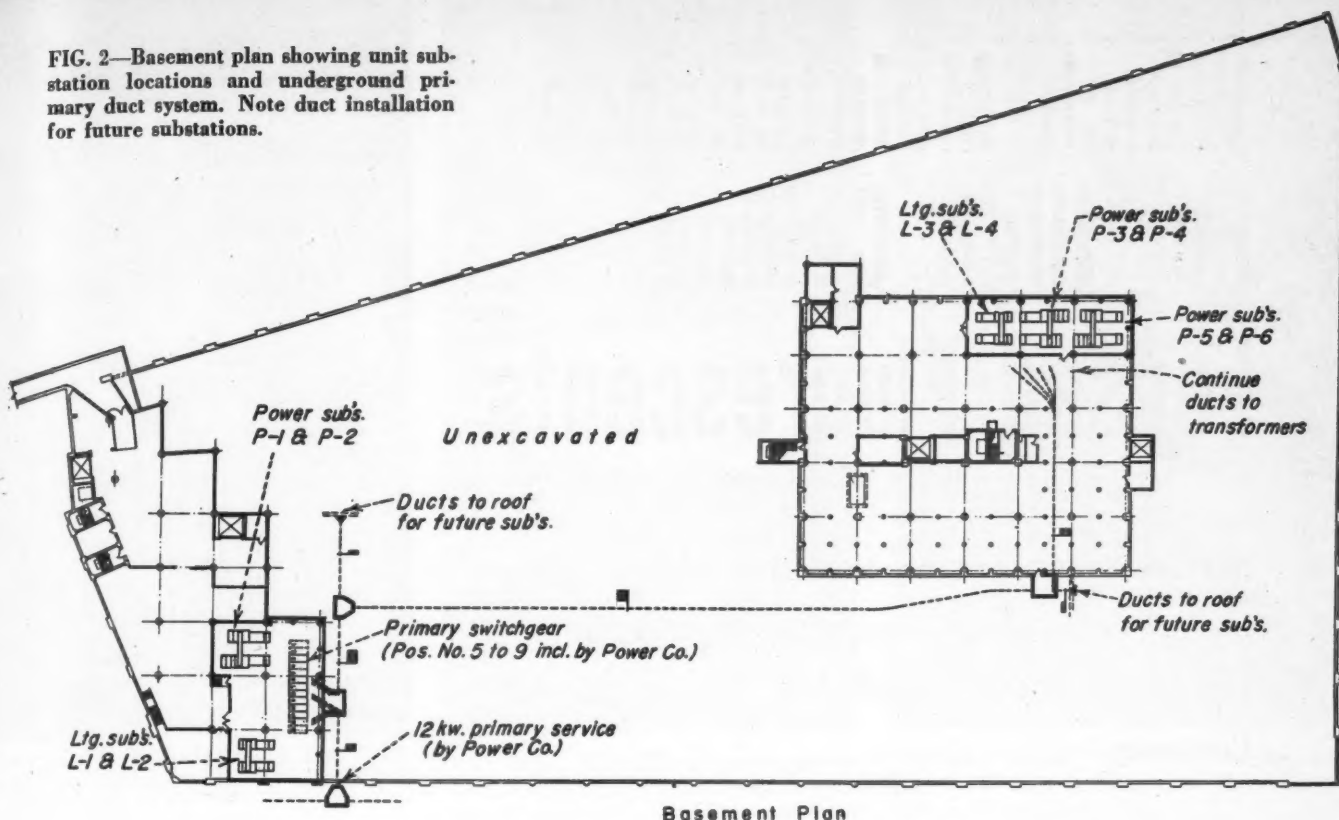 FIG. 2—Basement plan showing unit sub-
station locations and underground pri-
mary duct system. Note duct installation
for future substations.
Ltg. sub's.
L-3 & L-4
Power sub's.
P-3 & P-4
Power sub's.
P-5 & P-6
Continue
ducts to
transformers
Power sub's.
P-1 & P-2
Unexcavated
Ducts to roof
for future sub's.
Ducts to roof
for future sub's.
Primary switchgear
(Pos. No. 5 to 9 incl. by Power Co.)
12 kw. primary service
(by Power Co.)
Ltg. sub's.
L-1 & L-2
Basement Plan